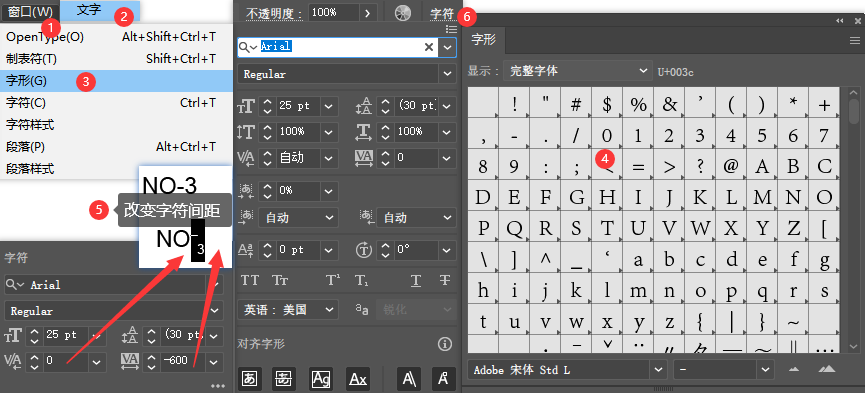 窗口(W)
1
文字
2
OpenType(O) Alt+Shift+Ctrl+T
制表符(T) Shift+Ctrl+T
字形(G)
3
字符(C) Ctrl+T
字符样式
段落(P) Alt+Ctrl+T
段落样式
NO-3
5
改变字符间距
NO-3
字符
Arial
Regular
25 pt (30 pt)
0 -600
不透明度: 100%
字符
6
Arial
Regular
25 pt (30 pt)
100% 100%
自动 0
0%
自动 自动
0 pt 0°
TT Tr T¹ T₁ T T
英语: 美国 aa 锐化
对齐字形
字形
显示: 完整字体 U+003c
! " # $ % & ’ ( ) * +
, - . / 0 1 2 3 4 5 6 7
8 9 : ; < = > ? @ A B C
4
D E F G H I J K L M N O
P Q R S T U V W X Y Z [
\ ] ^ _ ‘ a b c d e f g
h i j k l m n o p q r s
t u v w x y z { | } ~
Adobe 宋体 Std L -